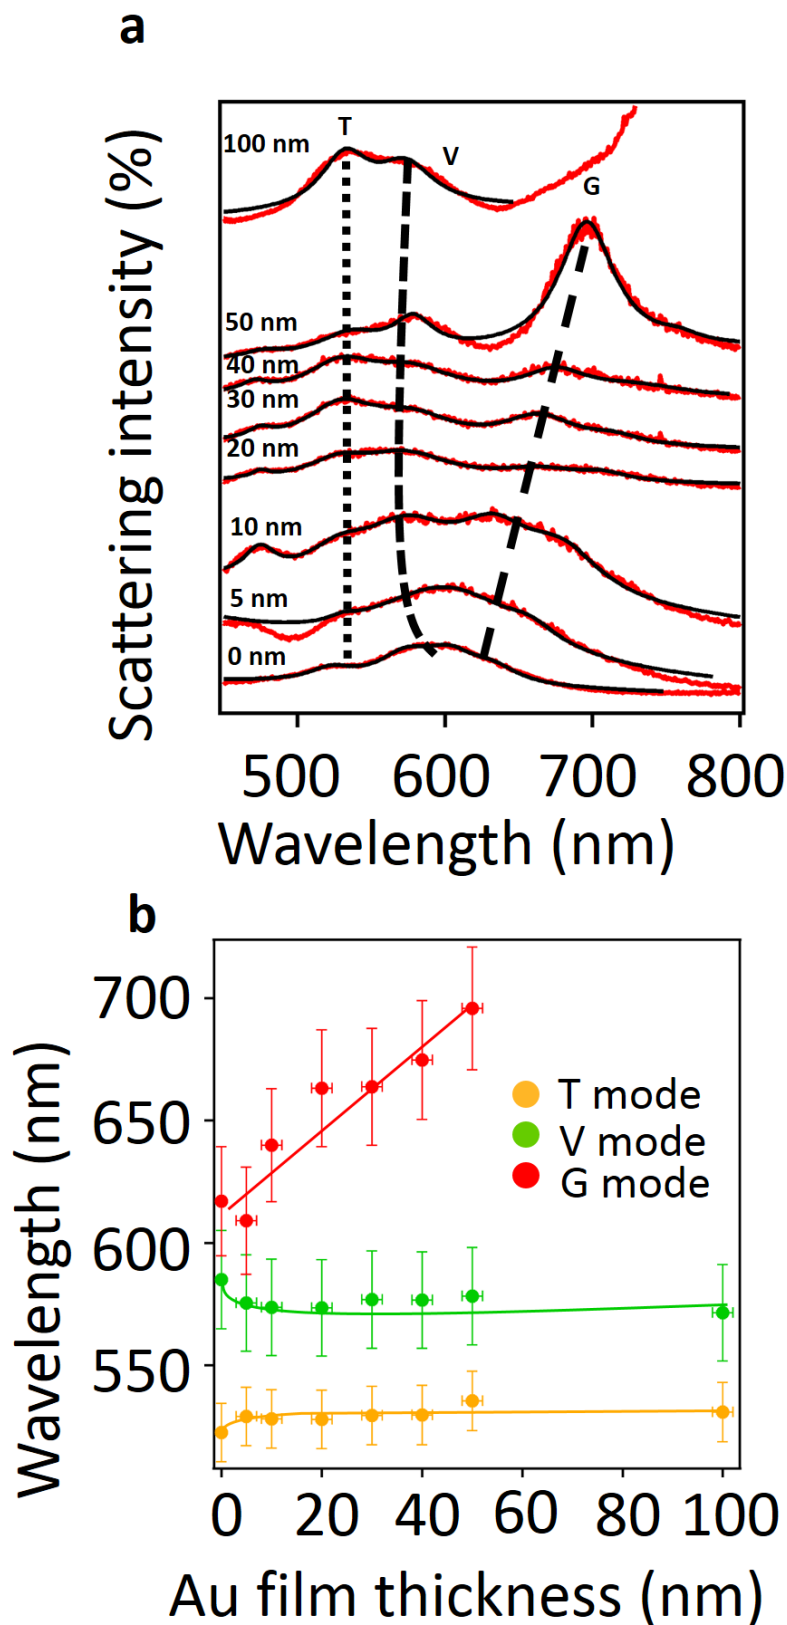 a
Scattering intensity (%)
T
V
G
100 nm
50 nm
40 nm
30 nm
20 nm
10 nm
5 nm
0 nm
500 600 700 800
Wavelength (nm)
b
Wavelength (nm)
700
650
600
550
T mode
V mode
G mode
0 20 40 60 80 100
Au film thickness (nm)